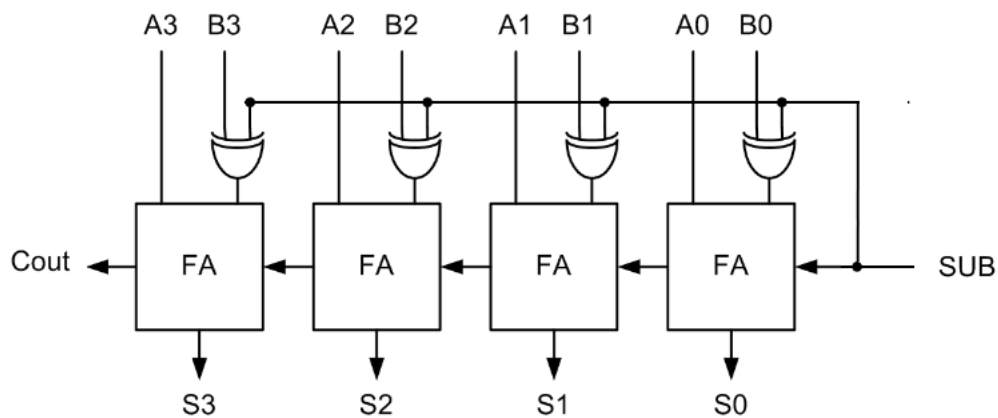 A3 B3 A2 B2 A1 B1 A0 B0
Cout FA FA FA FA SUB
S3 S2 S1 S0